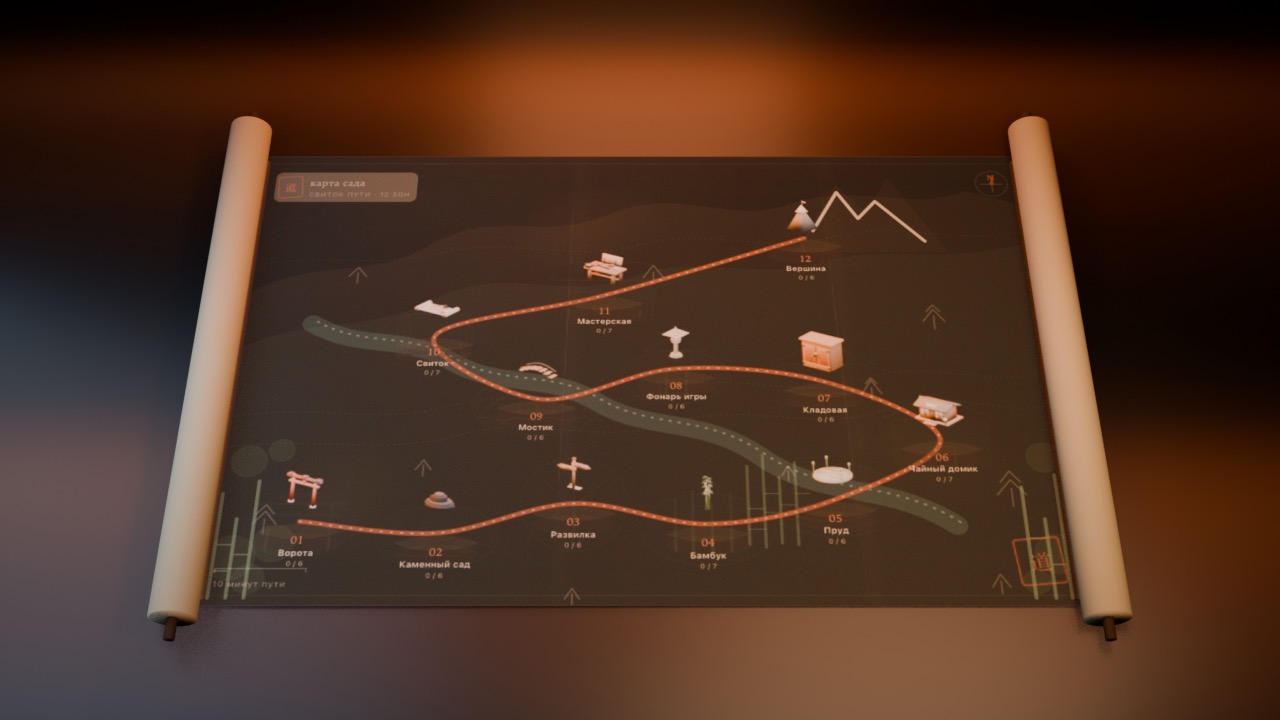 道
карта сада
СВИТОК ПУТИ · 12 ЗОН
N
12
Вершина
0/6
11
Мастерская
0/7
10
Свиток
0/7
09
Мостик
0/6
08
Фонарь игры
0/6
07
Кладовая
0/6
06
Чайный домик
0/7
01
Ворота
0/6
02
Каменный сад
0/6
03
Развилка
0/6
04
Бамбук
0/7
05
Пруд
0/6
10 минут пути
道